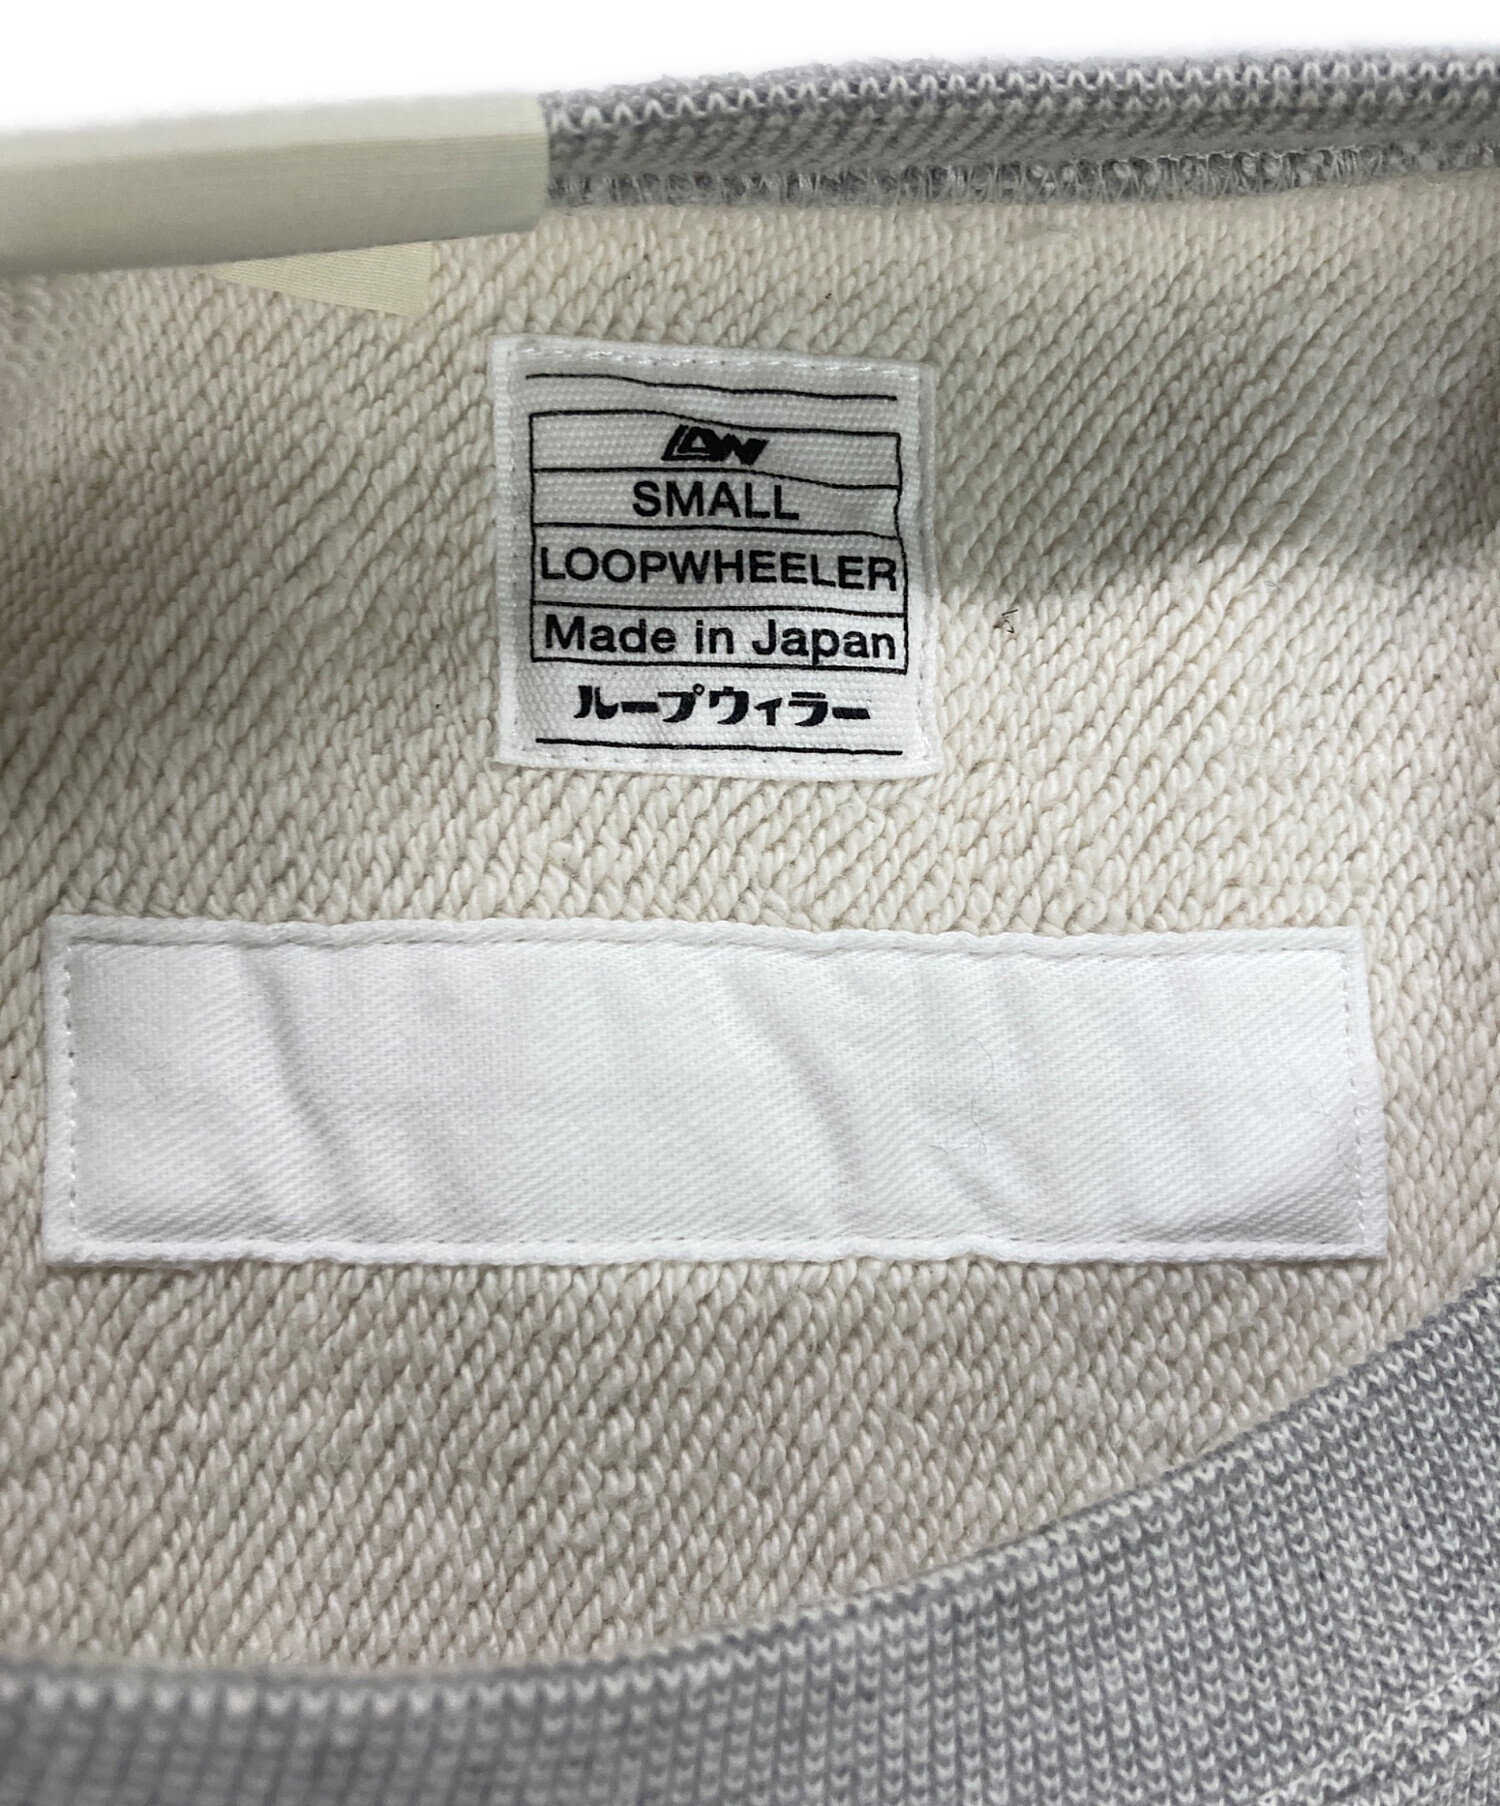 LW
SMALL
LOOPWHEELER
Made in Japan
ループウィラー